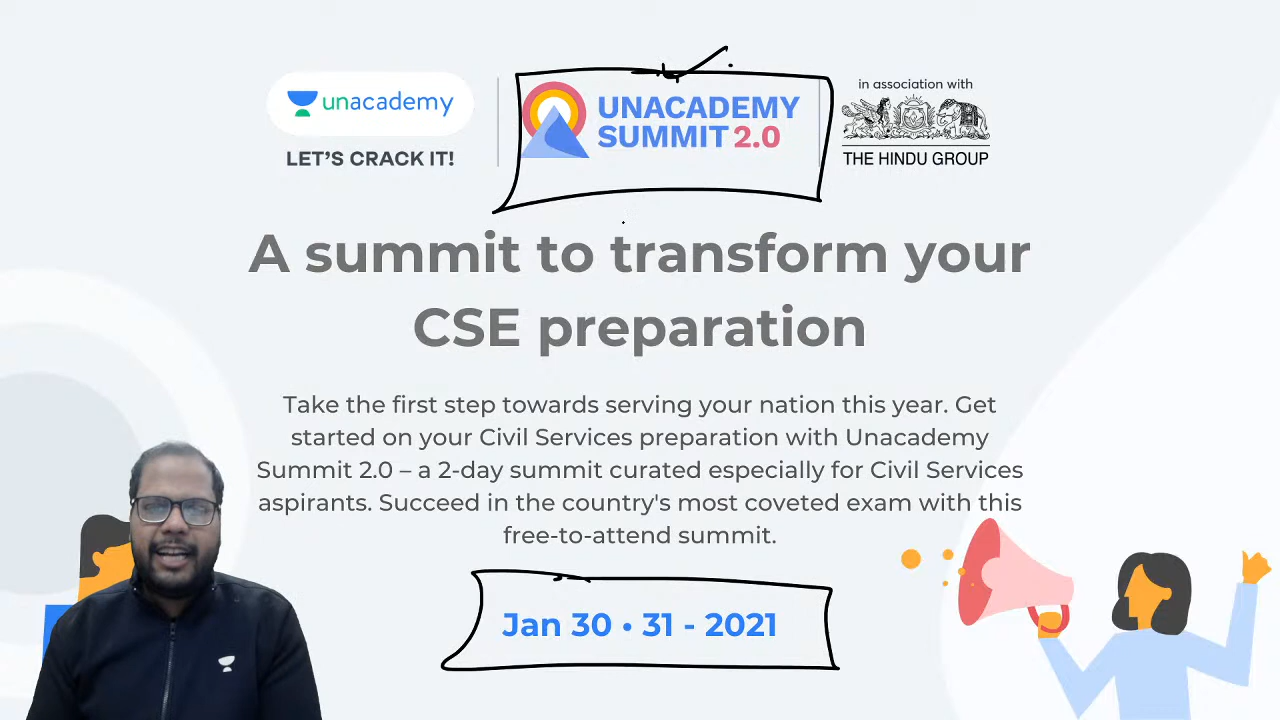 unacademy
LET'S CRACK IT!
UNACADEMY
SUMMIT 2.0
in association with
THE HINDU GROUP
A summit to transform your
CSE preparation
Take the first step towards serving your nation this year. Get
started on your Civil Services preparation with Unacademy
Summit 2.0 – a 2-day summit curated especially for Civil Services
aspirants. Succeed in the country's most coveted exam with this
free-to-attend summit.
Jan 30 • 31 - 2021